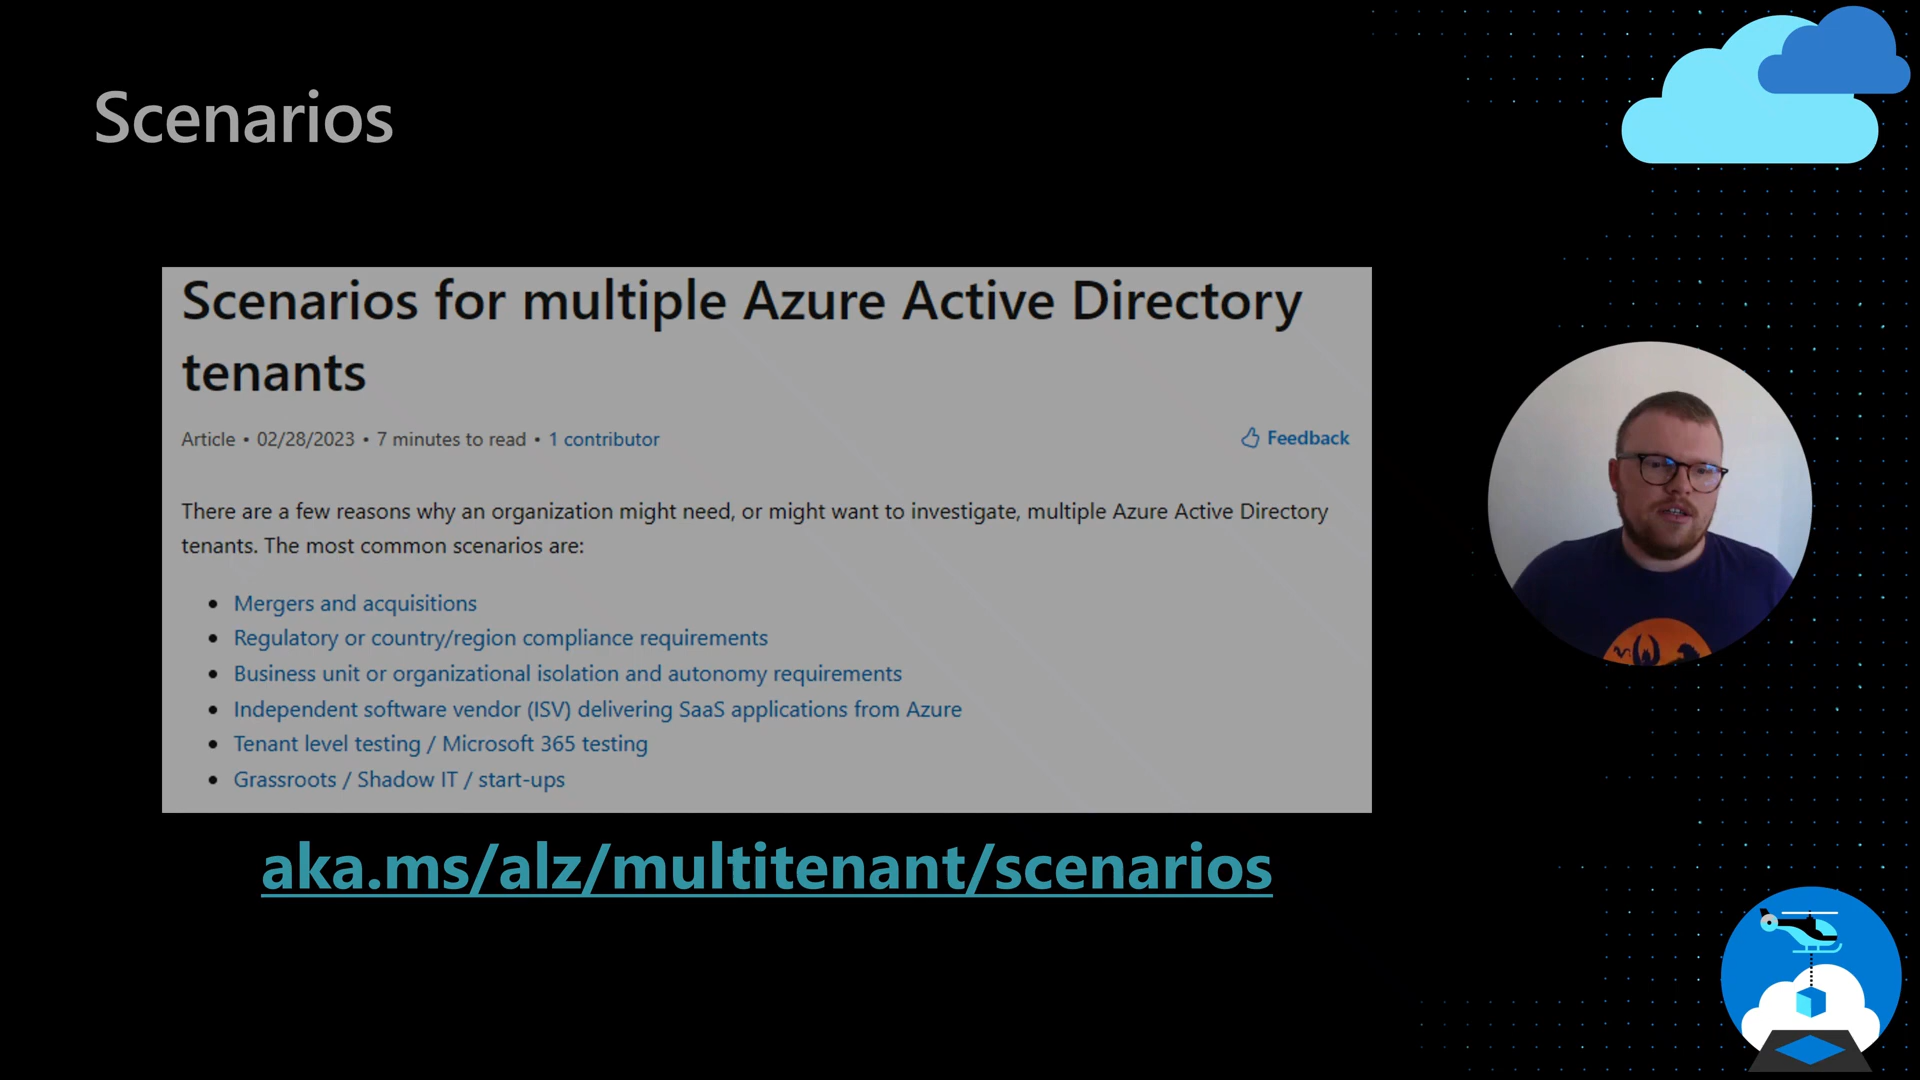 Scenarios
Scenarios for multiple Azure Active Directory
tenants
Article • 02/28/2023 • 7 minutes to read • 1 contributor
Feedback
There are a few reasons why an organization might need, or might want to investigate, multiple Azure Active Directory
tenants. The most common scenarios are:
• Mergers and acquisitions
• Regulatory or country/region compliance requirements
• Business unit or organizational isolation and autonomy requirements
• Independent software vendor (ISV) delivering SaaS applications from Azure
• Tenant level testing / Microsoft 365 testing
• Grassroots / Shadow IT / start-ups
aka.ms/alz/multitenant/scenarios